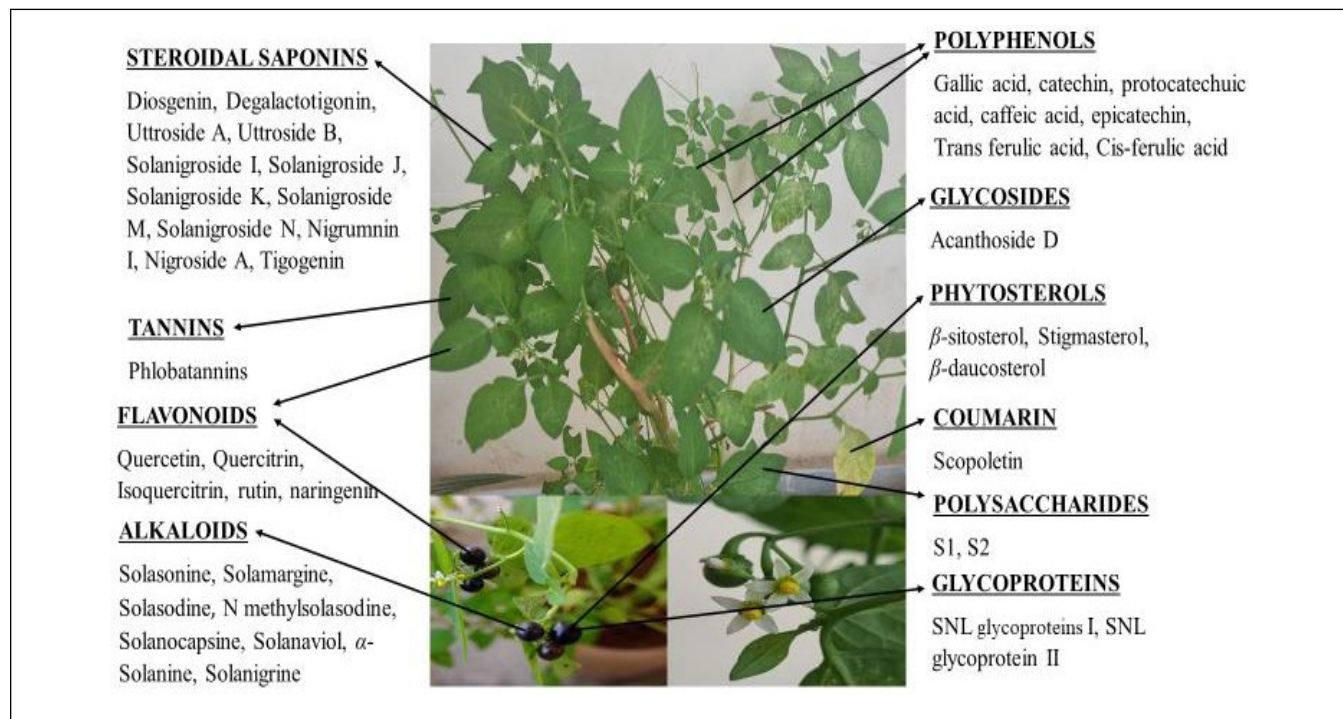 STEROIDAL SAPONINS
Diosgenin, Degalactotigonin,
Uttroside A, Uttroside B,
Solanigroside I, Solanigroside J,
Solanigroside K, Solanigroside
M, Solanigroside N, Nigrumnin
I, Nigroside A, Tigogenin
TANNINS
Phlobatannins
FLAVONOIDS
Quercetin, Quercitrin,
Isoquercitrin, rutin, naringenin
ALKALOIDS
Solasonine, Solamargine,
Solasodine, N methylsolasodine,
Solanocapsine, Solanaviol, α-
Solanine, Solanigrine
POLYPHENOLS
Gallic acid, catechin, protocatechuic
acid, caffeic acid, epicatechin,
Trans ferulic acid, Cis-ferulic acid
GLYCOSIDES
Acanthoside D
PHYTOSTEROLS
β-sitosterol, Stigmasterol,
β-daucosterol
COUMARIN
Scopoletin
POLYSACCHARIDES
S1, S2
GLYCOPROTEINS
SNL glycoproteins I, SNL
glycoprotein II